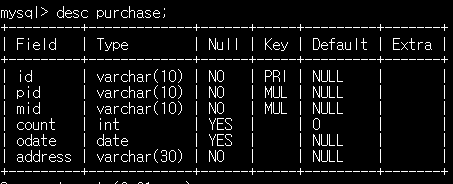 mysql> desc purchase;
+---------+-------------+------+-----+---------+-------+
| Field | Type | Null | Key | Default | Extra |
+---------+-------------+------+-----+---------+-------+
| id | varchar(10) | NO | PRI | NULL | |
| pid | varchar(10) | NO | MUL | NULL | |
| mid | varchar(10) | NO | MUL | NULL | |
| count | int | YES | | 0 | |
| odate | date | YES | | NULL | |
| address | varchar(30) | NO | | NULL | |
+---------+-------------+------+-----+---------+-------+